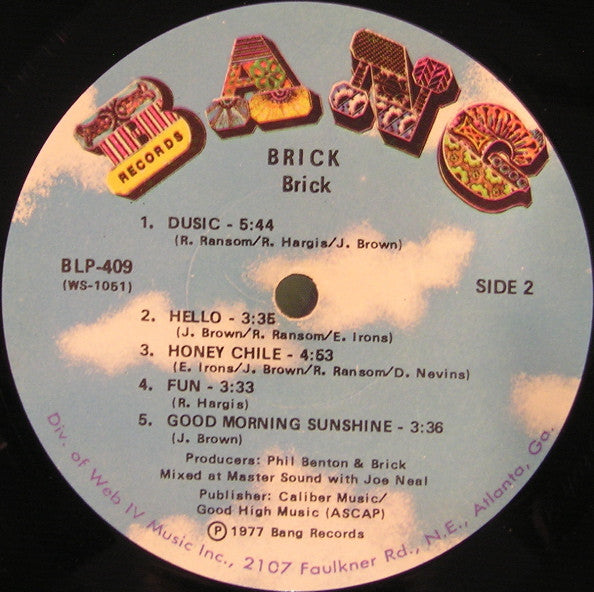 BANG
RECORDS
BRICK
Brick
1. DUSIC - 5:44
(R. Ransom/R. Hargis/J. Brown)
BLP-409
(WS-1051)
SIDE 2
2. HELLO - 3:35
(J. Brown/R. Ransom/E. Irons)
3. HONEY CHILE - 4:53
(E. Irons/J. Brown/R. Ransom/D. Nevins)
4. FUN - 3:33
(R. Hargis)
5. GOOD MORNING SUNSHINE - 3:36
(J. Brown)
Producers: Phil Benton & Brick
Mixed at Master Sound with Joe Neal
Publisher: Caliber Music/
Good High Music (ASCAP)
Ⓟ 1977 Bang Records
Div. of Web IV Music Inc., 2107 Faulkner Rd., N.E., Atlanta, Ga.